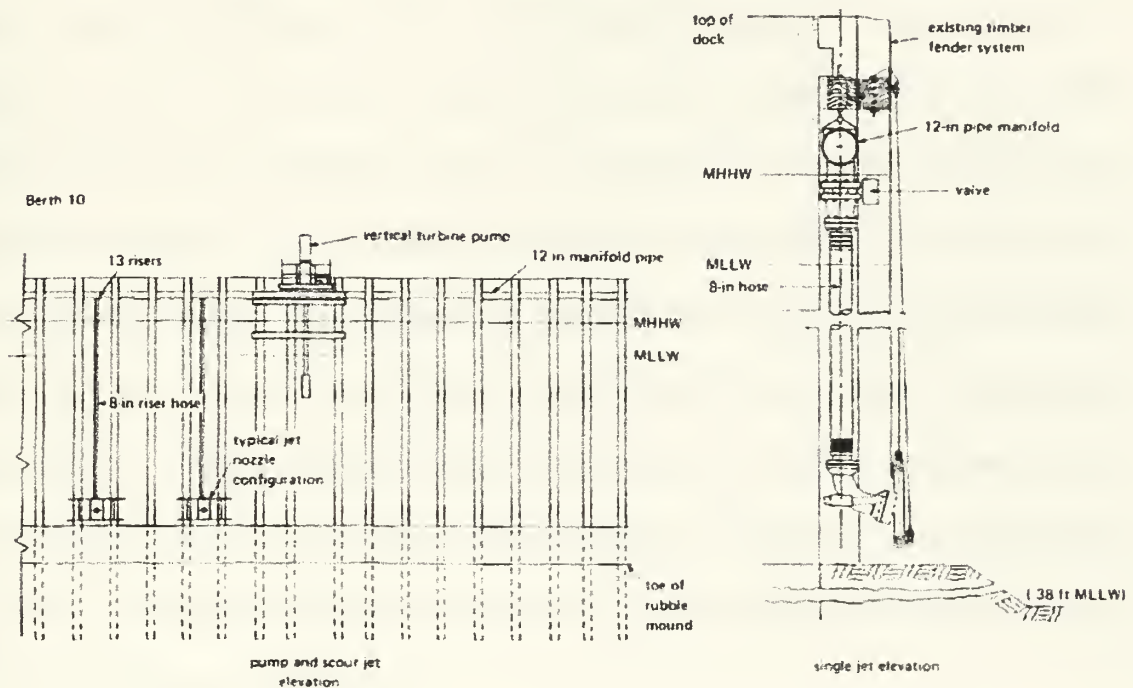 Berth 10
vertical turbine pump
13 risers
12 in manifold pipe
MHHW
MLLW
8-in riser hose
typical jet
nozzle
configuration
toe of
rubble
mound
pump and scour jet
elevation
top of
dock
existing timber
fender system
12-in pipe manifold
MHHW
valve
MLLW
8-in hose
( 38 ft MLLW)
single jet elevation